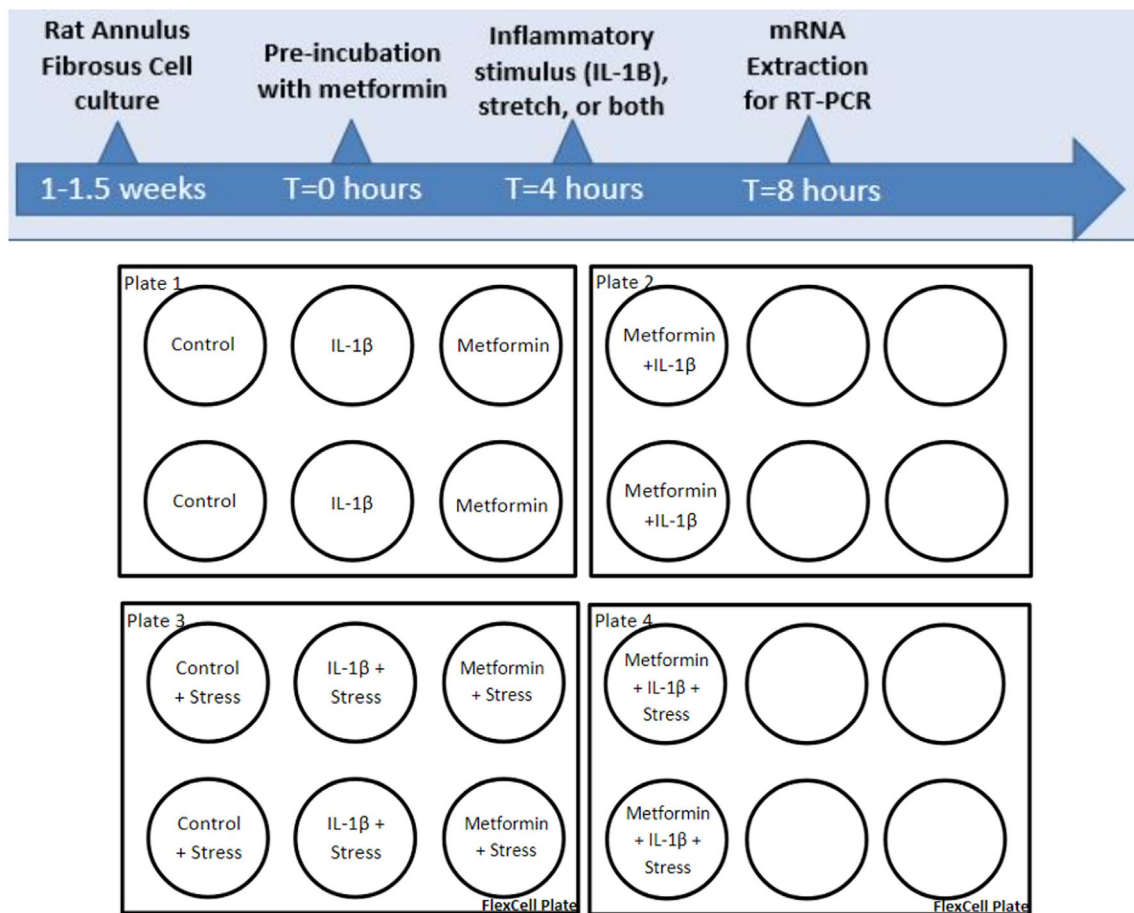 Rat Annulus
Fibrosus Cell
culture
Pre-incubation
with metformin
Inflammatory
stimulus (IL-1B),
stretch, or both
mRNA
Extraction
for RT-PCR
1-1.5 weeks
T=0 hours
T=4 hours
T=8 hours
Plate 1
Control
IL-1β
Metformin
Control
IL-1β
Metformin
Plate 2
Metformin
+IL-1β
Metformin
+IL-1β
Plate 3
Control
+ Stress
IL-1β +
Stress
Metformin
+ Stress
Control
+ Stress
IL-1β +
Stress
Metformin
+ Stress
FlexCell Plate
Plate 4
Metformin
+ IL-1β +
Stress
Metformin
+ IL-1β +
Stress
FlexCell Plate